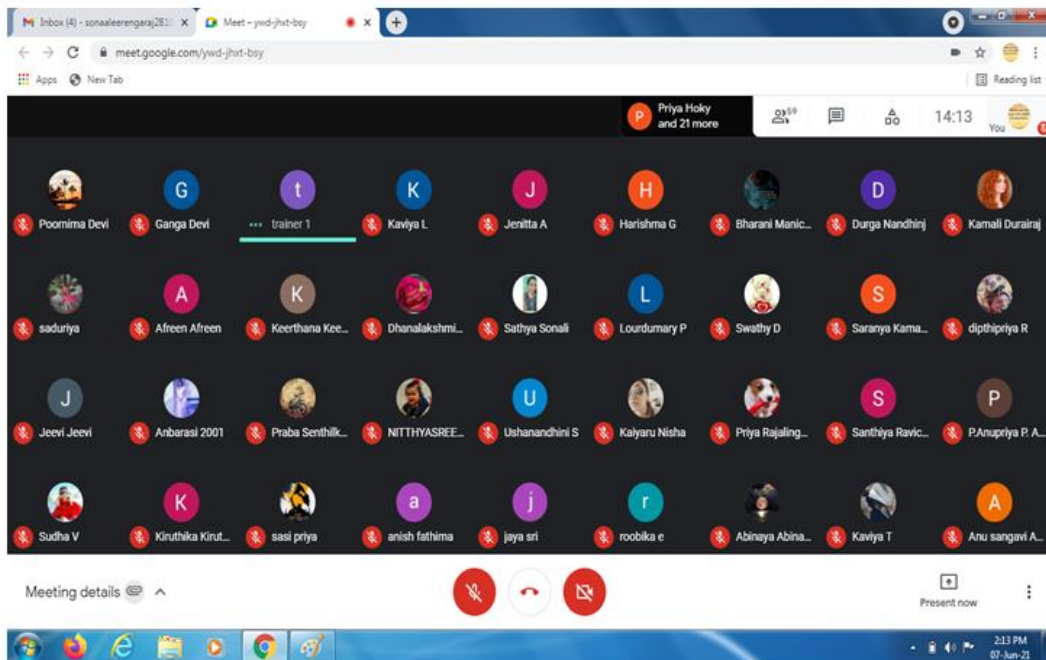 Inbox (4) - sonaaleerengaraj281
Meet – ywd-jhxt-bsy
meet.google.com/ywd-jhxt-bsy
Apps New Tab Reading list
P Priya Hoky
and 21 more
59
14:13
You
G t K J H D
Poornima Devi Ganga Devi trainer 1 Kaviya L Jenitta A Harishma G Bharani Manic... Durga Nandhinj Kamali Durairaj
A K L S
saduriya Afreen Afreen Keerthana Kee... Dhanalakshmi... Sathya Sonali Lourdumary P Swathy D Saranya Kama... dipthipriya R
J U S P
Jeevi Jeevi Anbarasi 2001 Praba Senthilk... NITTHYASREE... Ushanandhini S Kaiyaru Nisha Priya Rajaling... Santhiya Ravic... P.Anupriya P. A...
K a j r A
Sudha V Kiruthika Kirut... sasi priya anish fathima jaya sri roobika e Abinaya Abina... Kaviya T Anu sangavi A...
Meeting details
Present now
2:13 PM
07-Jun-21